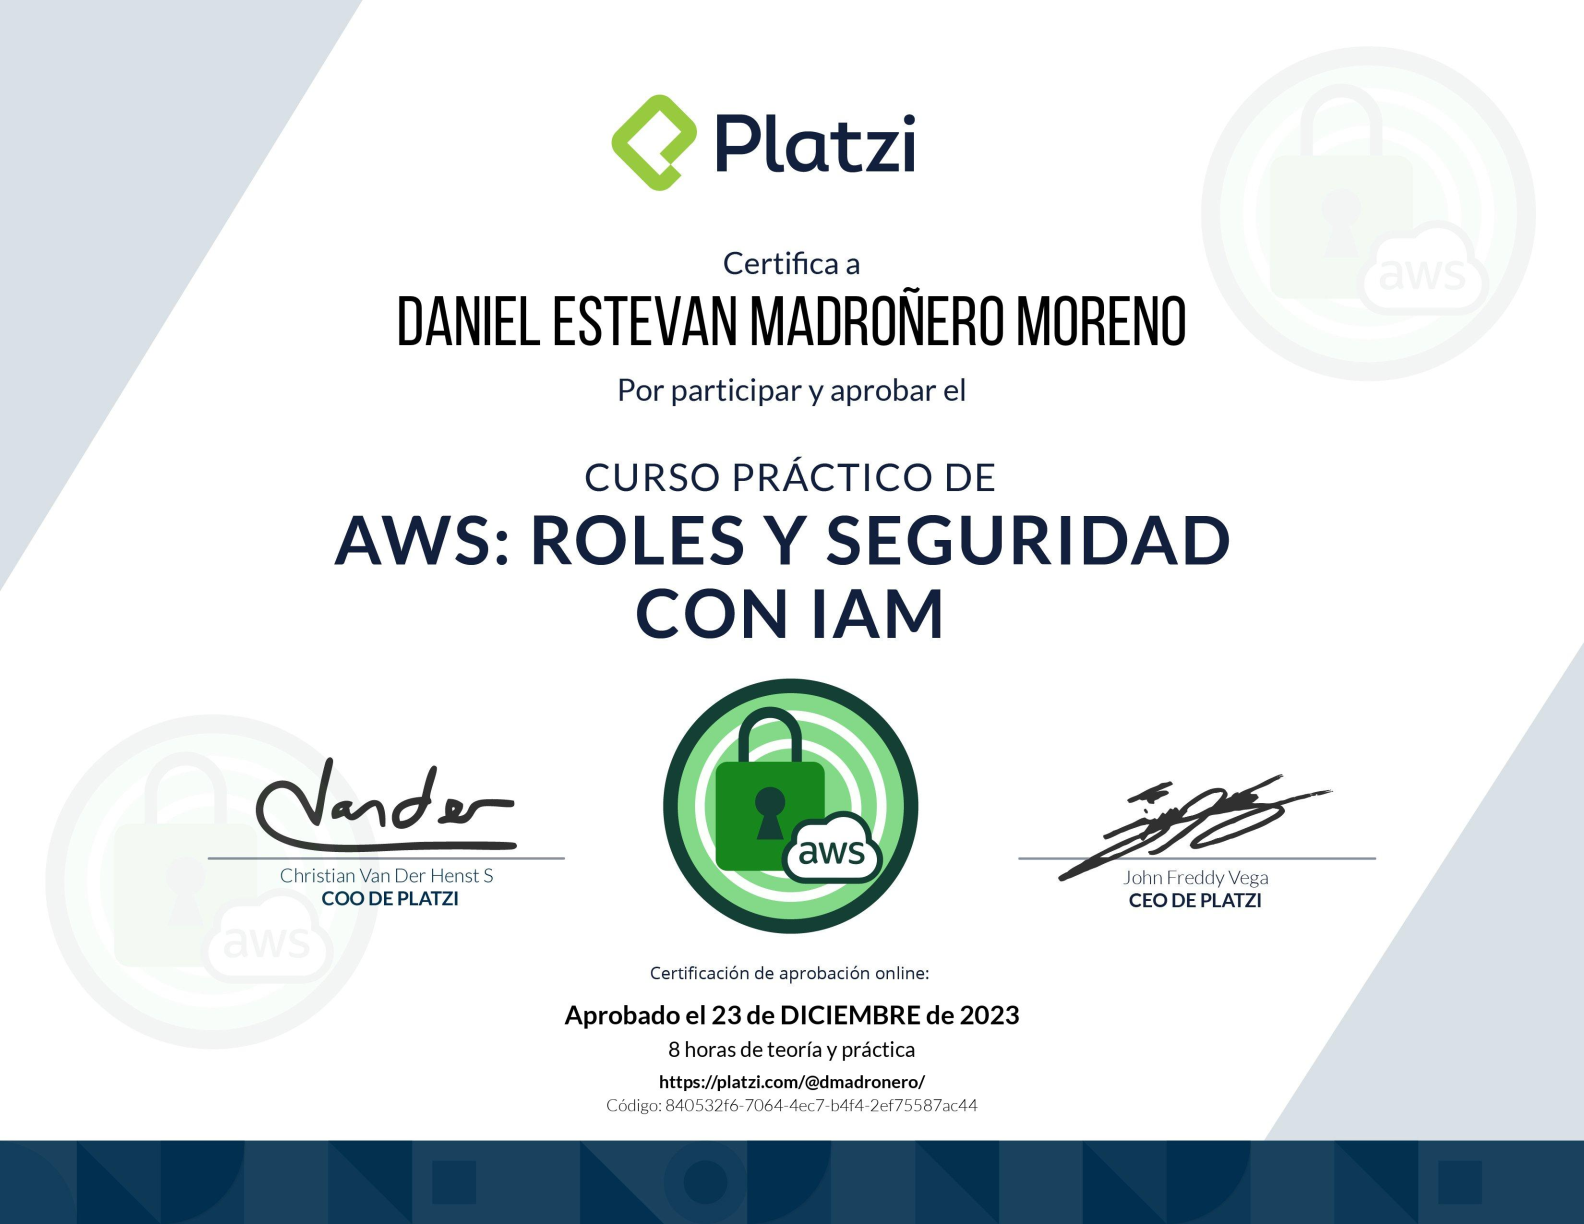 Platzi
Certifica a
DANIEL ESTEVAN MADROÑERO MORENO
Por participar y aprobar el
CURSO PRÁCTICO DE
AWS: ROLES Y SEGURIDAD
CON IAM
aws
aws
aws
Vander
Christian Van Der Henst S
COO DE PLATZI
John Freddy Vega
CEO DE PLATZI
Certificación de aprobación online:
Aprobado el 23 de DICIEMBRE de 2023
8 horas de teoría y práctica
https://platzi.com/@dmadronero/
Código: 840532f6-7064-4ec7-b4f4-2ef75587ac44